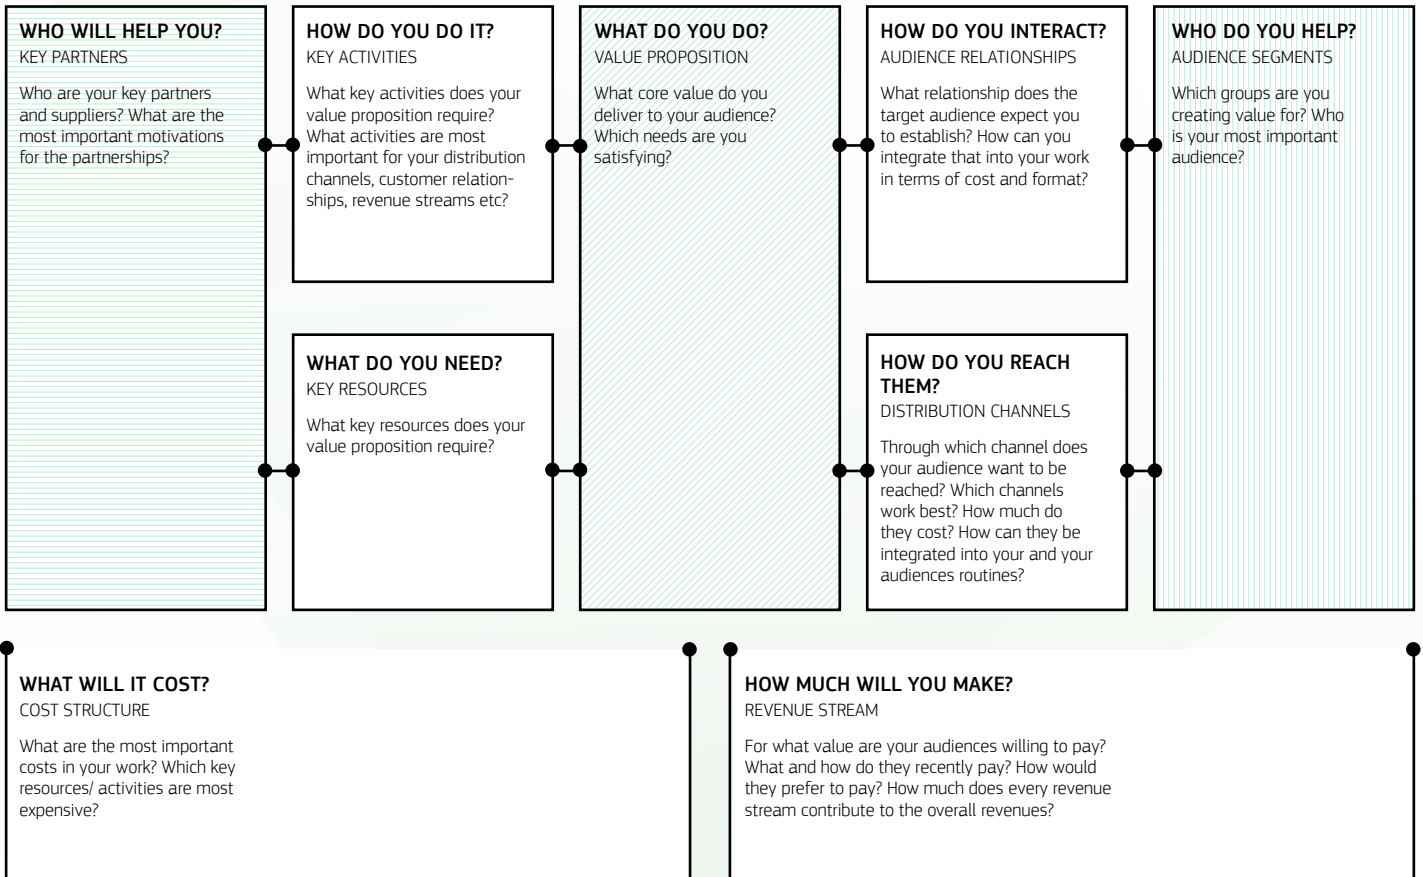 WHO WILL HELP YOU?
KEY PARTNERS
Who are your key partners
and suppliers? What are the
most important motivations
for the partnerships?
HOW DO YOU DO IT?
KEY ACTIVITIES
What key activities does your
value proposition require?
What activities are most
important for your distribution
channels, customer relation-
ships, revenue streams etc?
WHAT DO YOU NEED?
KEY RESOURCES
What key resources does your
value proposition require?
WHAT DO YOU DO?
VALUE PROPOSITION
What core value do you
deliver to your audience?
Which needs are you
satisfying?
HOW DO YOU INTERACT?
AUDIENCE RELATIONSHIPS
What relationship does the
target audience expect you
to establish? How can you
integrate that into your work
in terms of cost and format?
HOW DO YOU REACH
THEM?
DISTRIBUTION CHANNELS
Through which channel does
your audience want to be
reached? Which channels
work best? How much do
they cost? How can they be
integrated into your and your
audiences routines?
WHO DO YOU HELP?
AUDIENCE SEGMENTS
Which groups are you
creating value for? Who
is your most important
audience?
WHAT WILL IT COST?
COST STRUCTURE
What are the most important
costs in your work? Which key
resources/ activities are most
expensive?
HOW MUCH WILL YOU MAKE?
REVENUE STREAM
For what value are your audiences willing to pay?
What and how do they recently pay? How would
they prefer to pay? How much does every revenue
stream contribute to the overall revenues?